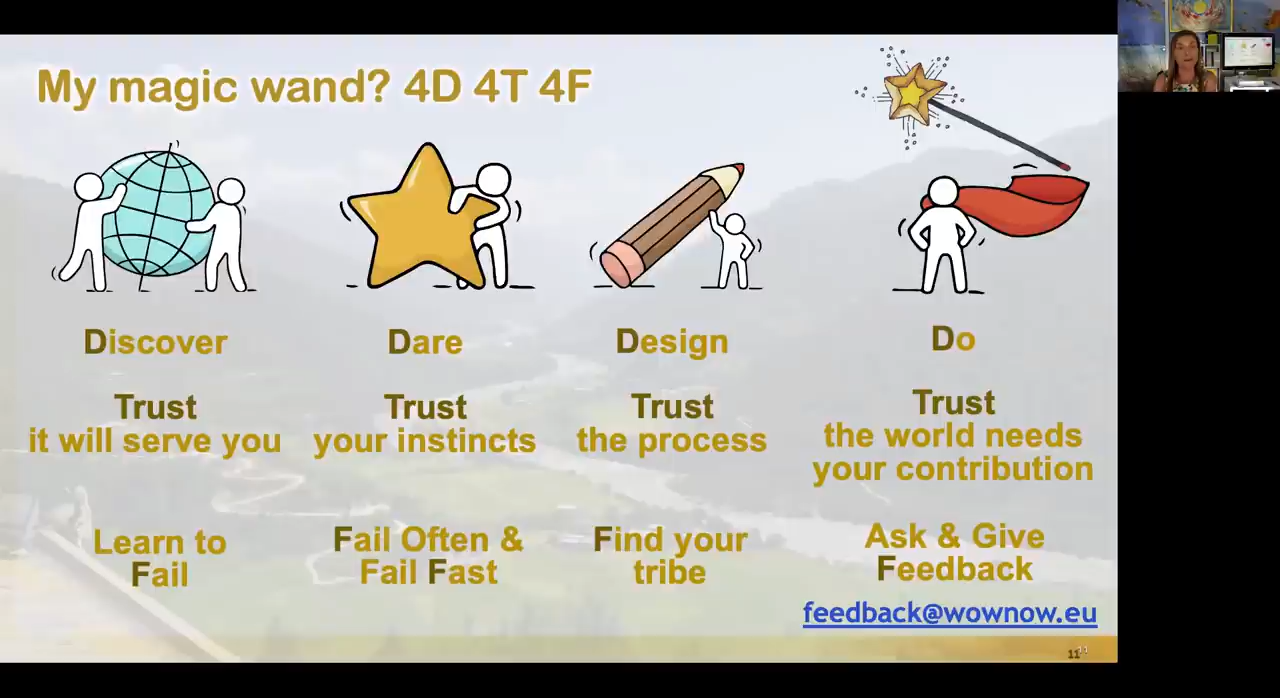 My magic wand? 4D 4T 4F
Discover
Dare
Design
Do
Trust
it will serve you
Trust
your instincts
Trust
the process
Trust
the world needs
your contribution
Learn to
Fail
Fail Often &
Fail Fast
Find your
tribe
Ask & Give
Feedback
feedback@wownow.eu
11
11